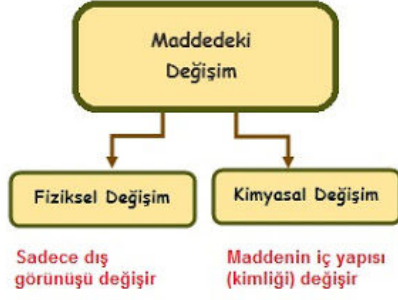 Maddedeki
Değişim
Fiziksel Değişim
Kimyasal Değişim
Sadece dış
görünüşü değişir
Maddenin iç yapısı
(kimliği) değişir